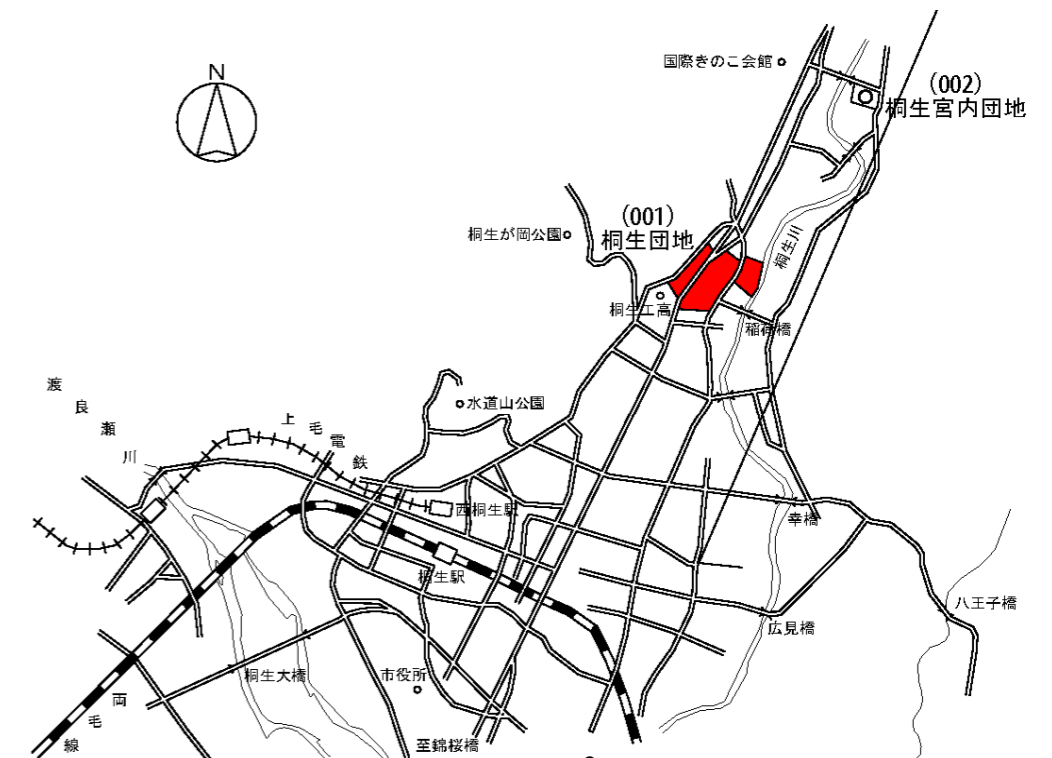 国際きのこ会館
N
(002)
桐生宮内団地
(001)
桐生団地
桐生が岡公園
桐生川
桐生工高
稲荷橋
渡良瀬川
水道山公園
上毛電鉄
西桐生駅
幸橋
桐生駅
八王子橋
広見橋
桐生大橋
市役所
両毛線
至錦桜橋